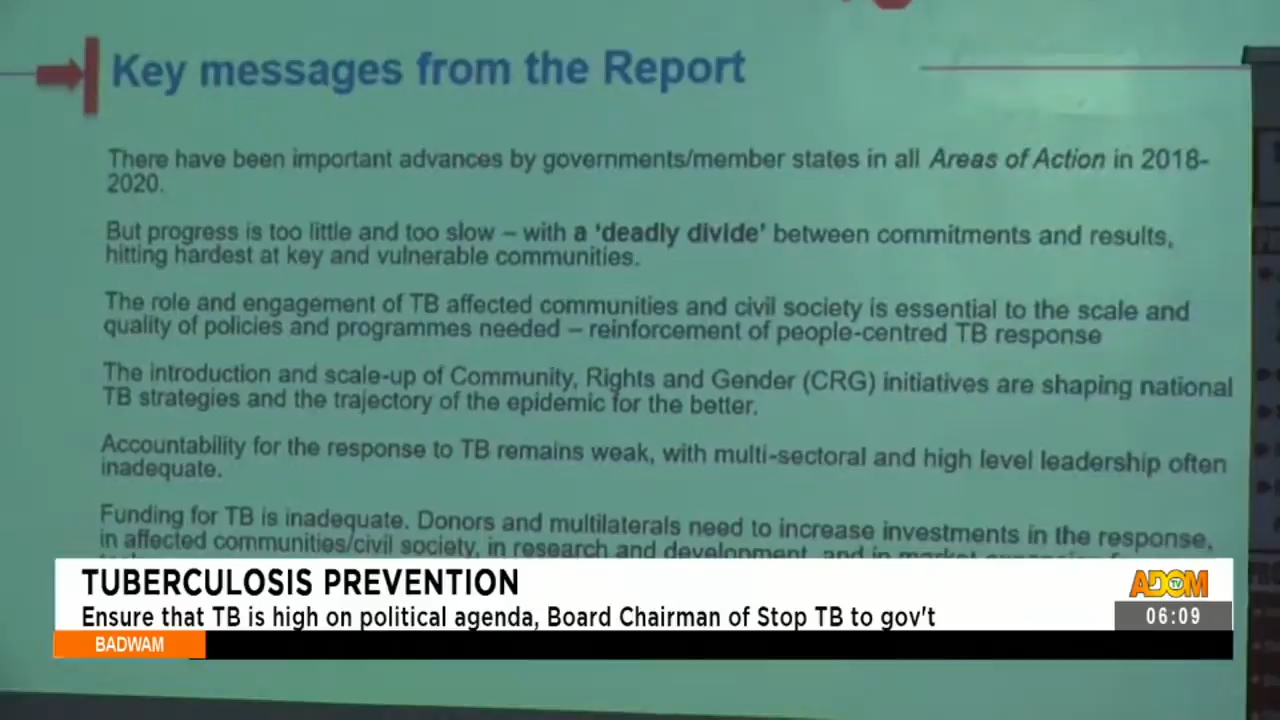 Key messages from the Report
There have been important advances by governments/member states in all Areas of Action in 2018-
2020.
But progress is too little and too slow – with a 'deadly divide' between commitments and results,
hitting hardest at key and vulnerable communities.
The role and engagement of TB affected communities and civil society is essential to the scale and
quality of policies and programmes needed – reinforcement of people-centred TB response
The introduction and scale-up of Community, Rights and Gender (CRG) initiatives are shaping national
TB strategies and the trajectory of the epidemic for the better.
Accountability for the response to TB remains weak, with multi-sectoral and high level leadership often
inadequate.
Funding for TB is inadequate. Donors and multilaterals need to increase investments in the response,
in affected communities/civil society, in research and development, and in market
TUBERCULOSIS PREVENTION
Ensure that TB is high on political agenda, Board Chairman of Stop TB to gov't
BADWAM
ADOM TV
06:09